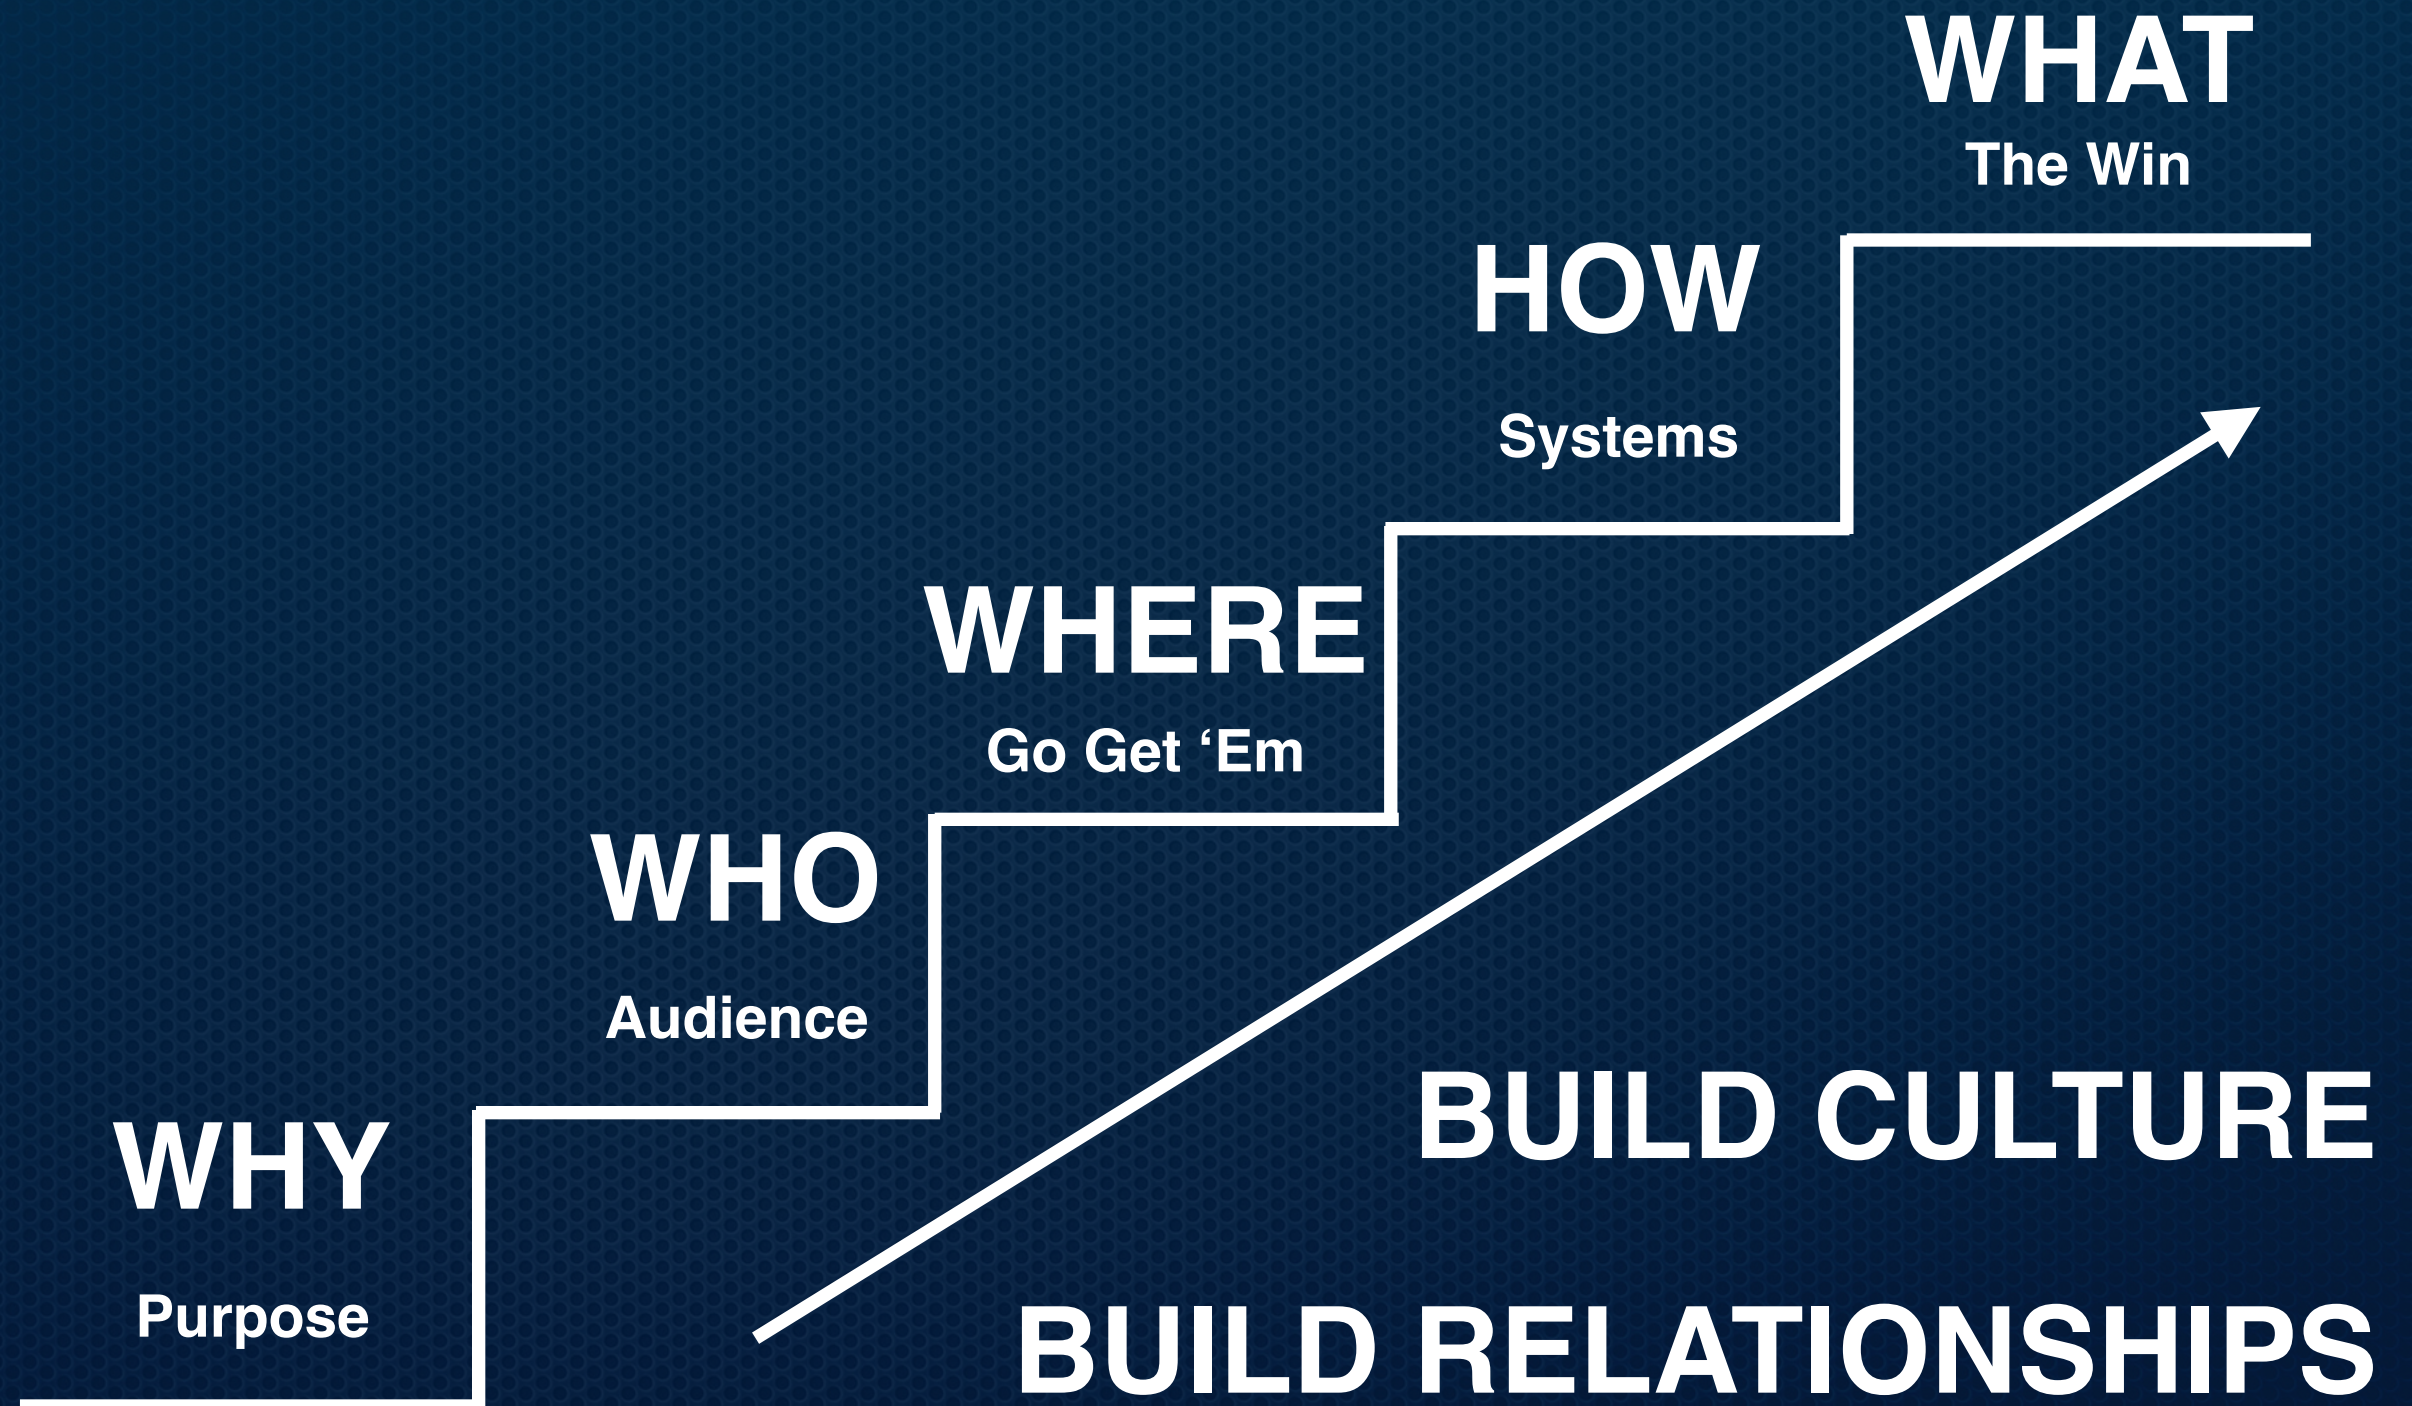 WHAT
The Win
HOW
Systems
WHERE
Go Get ‘Em
WHO
Audience
WHY
Purpose
BUILD CULTURE
BUILD RELATIONSHIPS